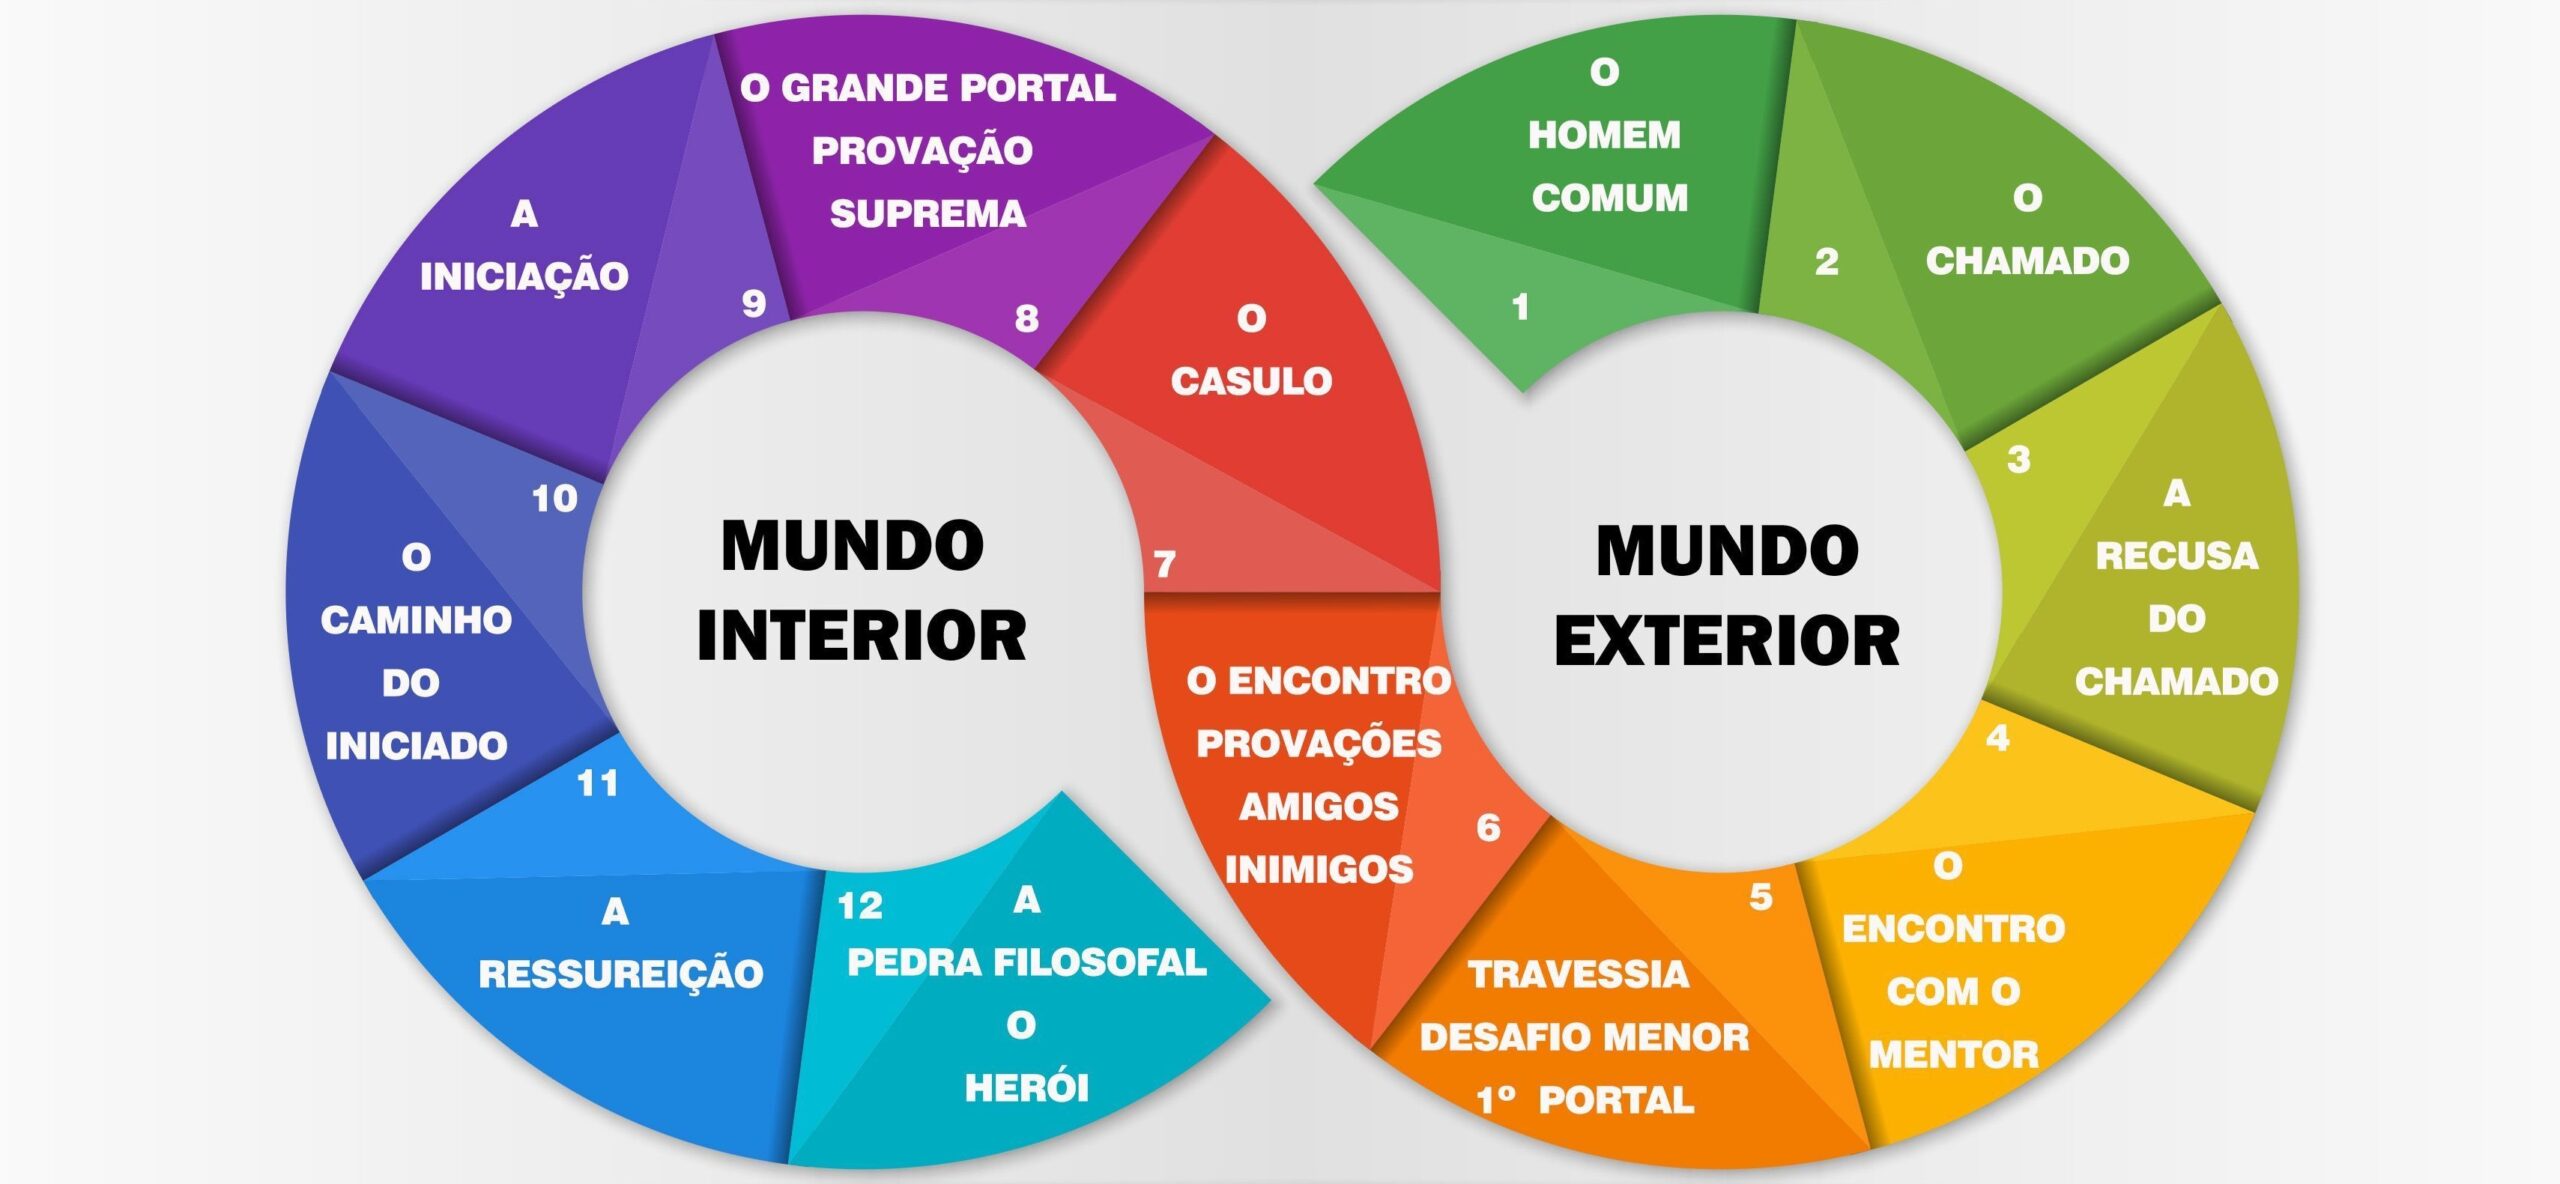 O
HOMEM
COMUM
1
2
O
CHAMADO
3
A
RECUSA
DO
CHAMADO
4
O
ENCONTRO
COM O
MENTOR
5
TRAVESSIA
DESAFIO MENOR
1º PORTAL
6
O ENCONTRO
PROVAÇÕES
AMIGOS
INIMIGOS
7
O
CASULO
8
O GRANDE PORTAL
PROVAÇÃO
SUPREMA
9
A
INICIAÇÃO
10
O
CAMINHO
DO
INICIADO
11
A
RESSUREIÇÃO
12
A
PEDRA FILOSOFAL
O
HERÓI
MUNDO
INTERIOR
MUNDO
EXTERIOR